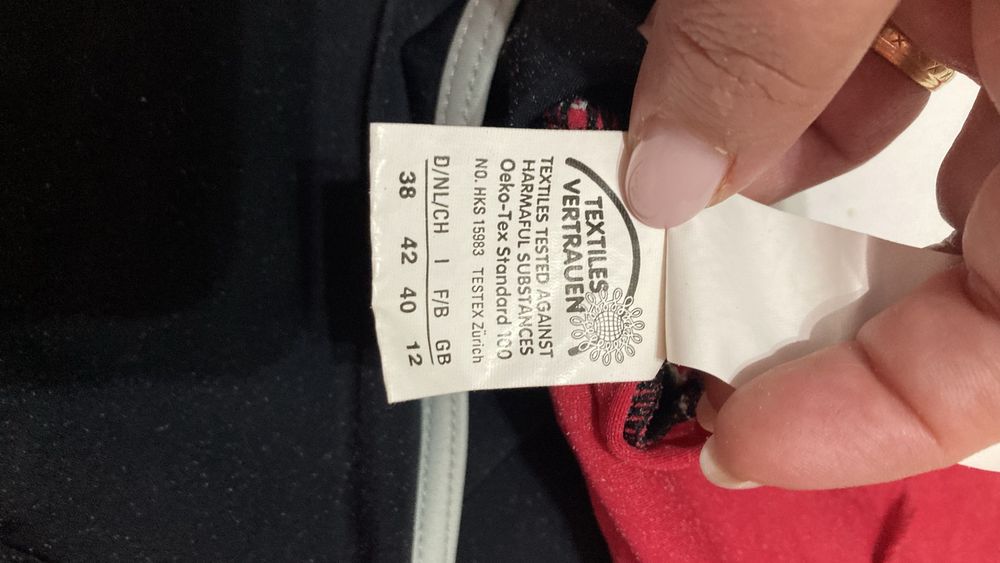 TEXTILES
VERTRAUEN
TEXTILES TESTED AGAINST
HARMAFUL SUBSTANCES
Oeko-Tex Standard 100
NO. HKS 15983 TESTEX Zürich
D/NL/CH I F/B GB
38 42 40 12